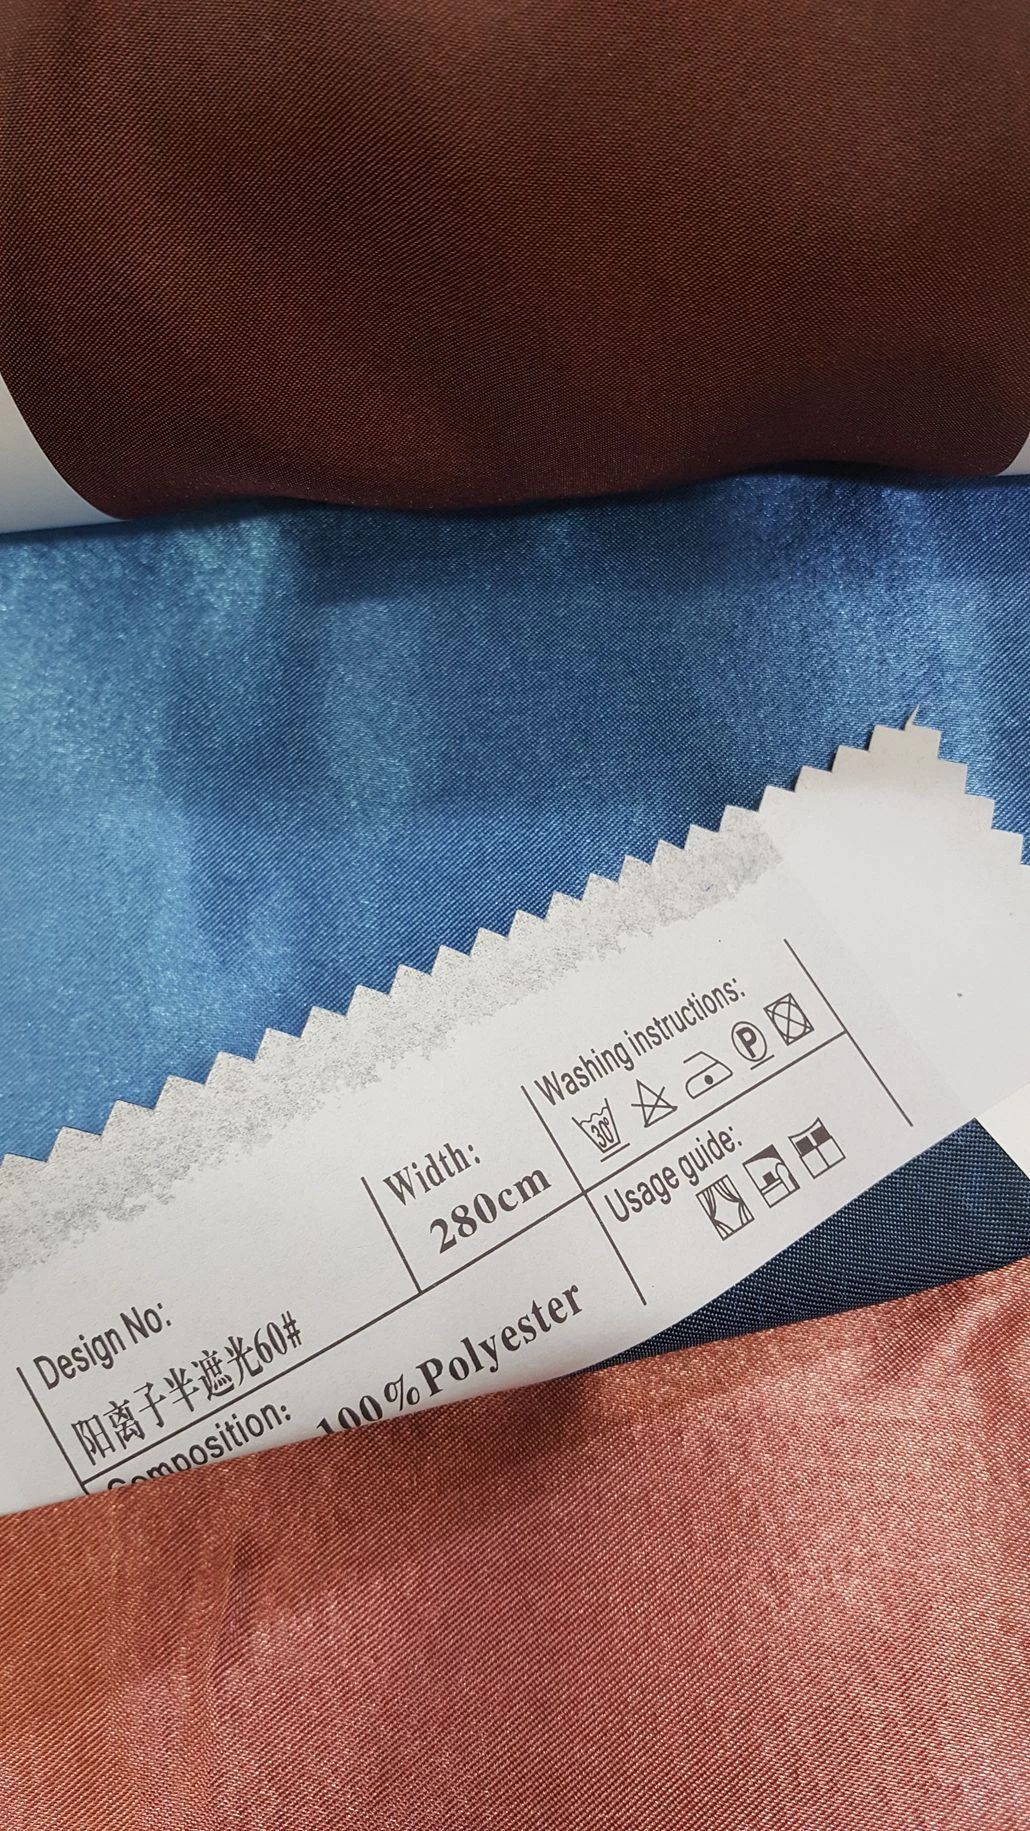 Design No:
阳离子半遮光60#
Width:
280cm
Washing instructions:
30°
P
Composition:
100%Polyester
Usage guide: